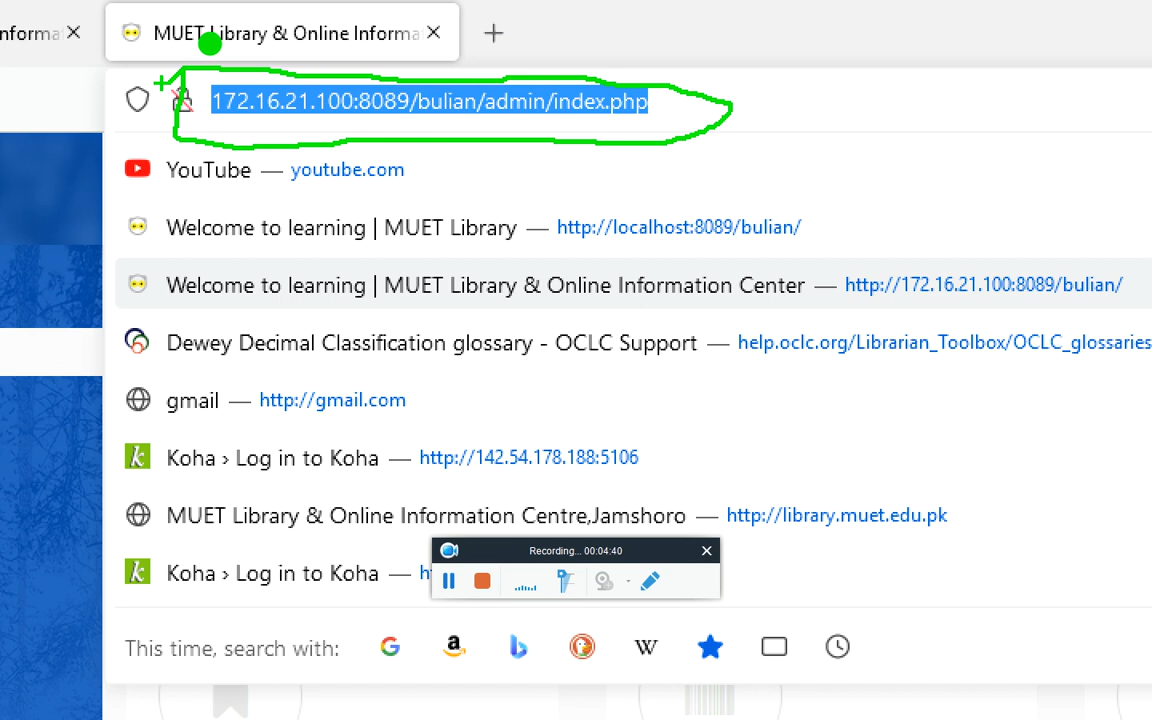 nforma
MUET Library & Online Informa
172.16.21.100:8089/bulian/admin/index.php
YouTube — youtube.com
Welcome to learning | MUET Library — http://localhost:8089/bulian/
Welcome to learning | MUET Library & Online Information Center — http://172.16.21.100:8089/bulian/
Dewey Decimal Classification glossary - OCLC Support — help.oclc.org/Librarian_Toolbox/OCLC_glossaries
gmail — http://gmail.com
Koha › Log in to Koha — http://142.54.178.188:5106
MUET Library & Online Information Centre,Jamshoro — http://library.muet.edu.pk
Recording... 00:04:40
Koha › Log in to Koha —
This time, search with: